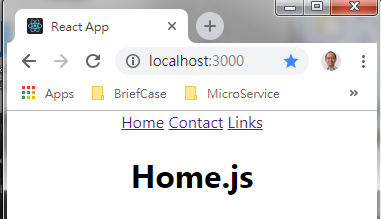 React App
localhost:3000
Apps BriefCase MicroService
Home Contact Links
Home.js